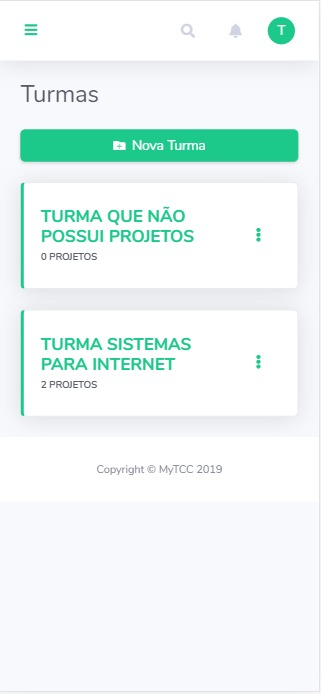 T
Turmas
Nova Turma
TURMA QUE NÃO
POSSUI PROJETOS
0 PROJETOS
TURMA SISTEMAS
PARA INTERNET
2 PROJETOS
Copyright © MyTCC 2019